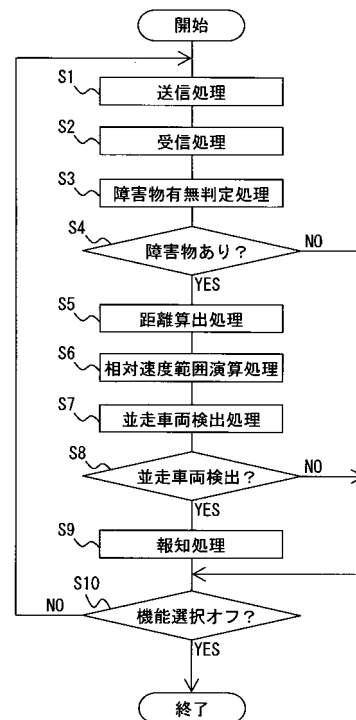 開始
S1
送信処理
S2
受信処理
S3
障害物有無判定処理
S4
障害物あり?
NO
YES
S5
距離算出処理
S6
相対速度範囲演算処理
S7
並走車両検出処理
S8
並走車両検出?
NO
YES
S9
報知処理
S10
機能選択オフ?
NO
YES
終了